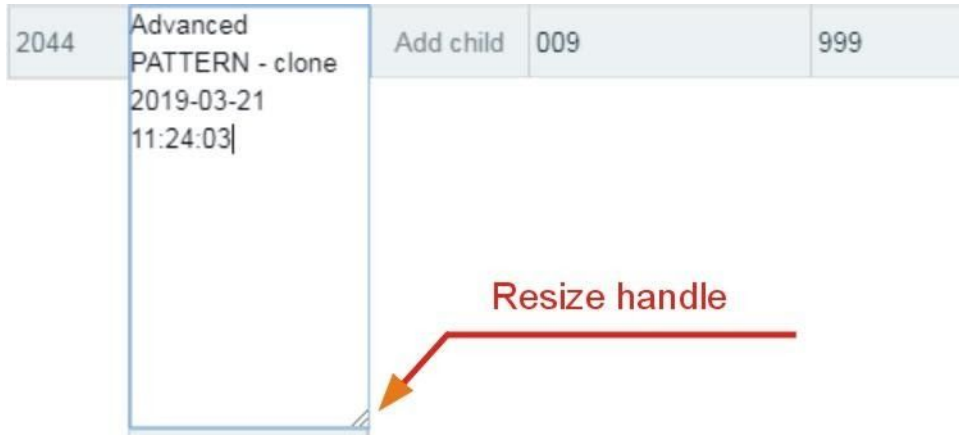 2044
Advanced
PATTERN - clone
2019-03-21
11:24:03
Add child
009
999
Resize handle